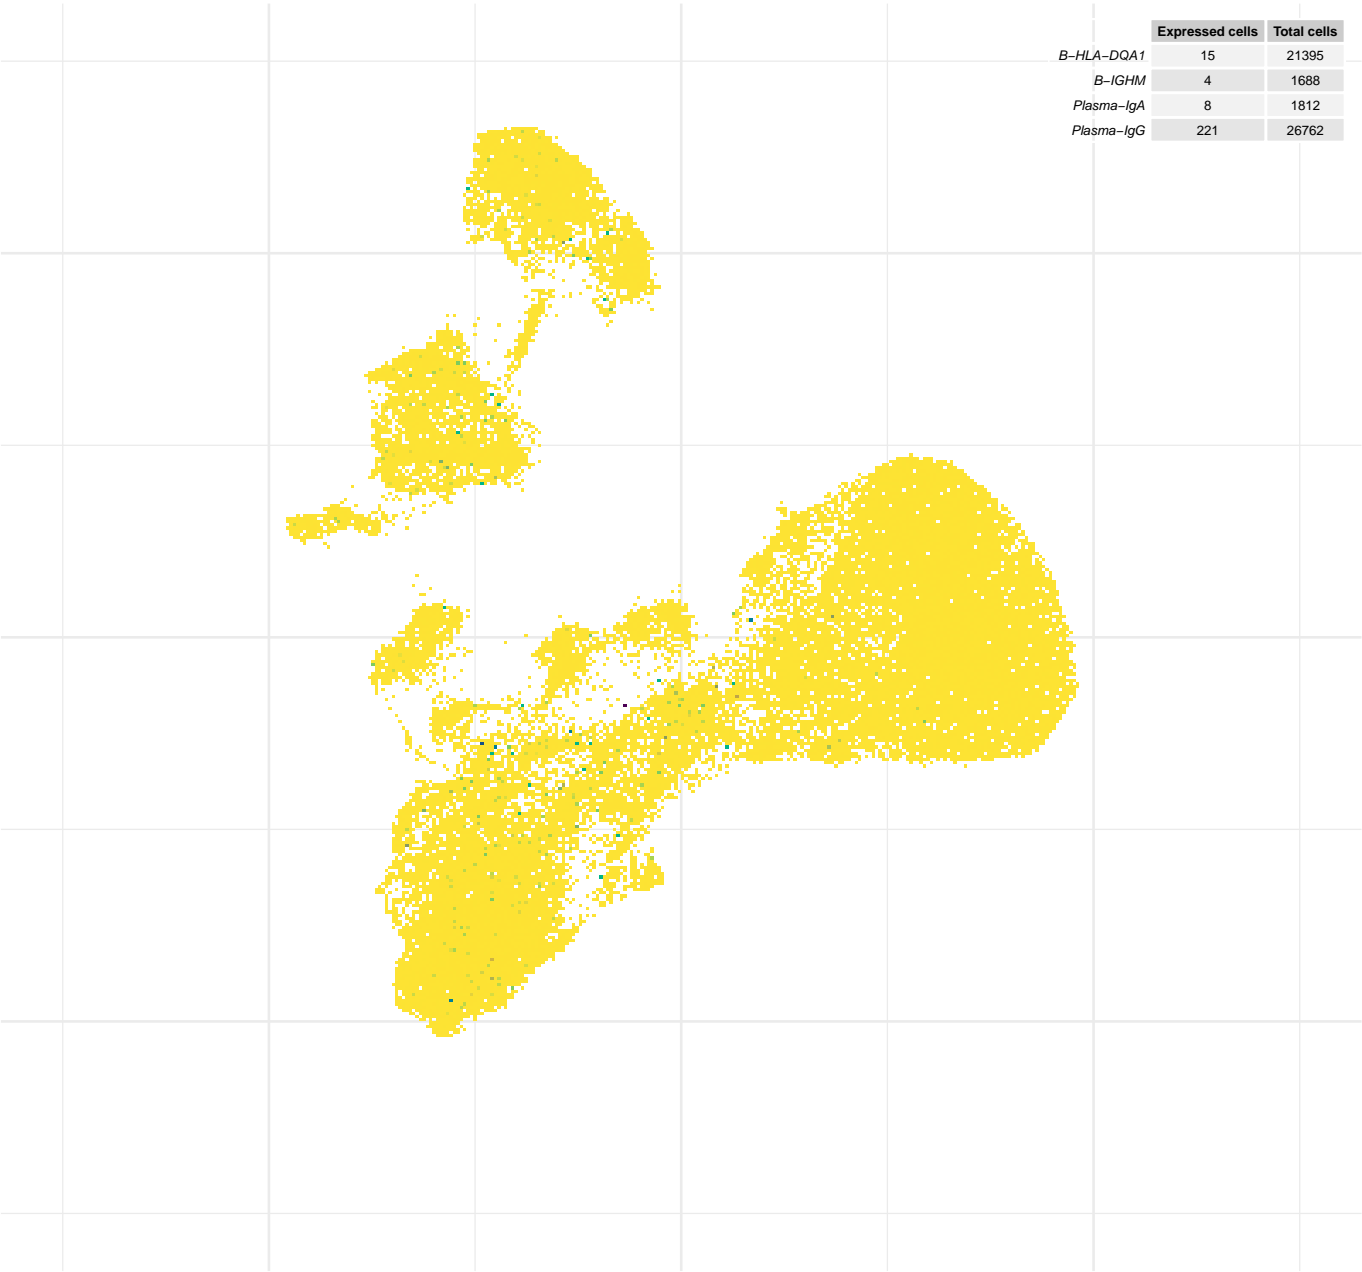 Expressed cells Total cells
B-HLA-DQA1 15 21395
B-IGHM 4 1688
Plasma-IgA 8 1812
Plasma-IgG 221 26762